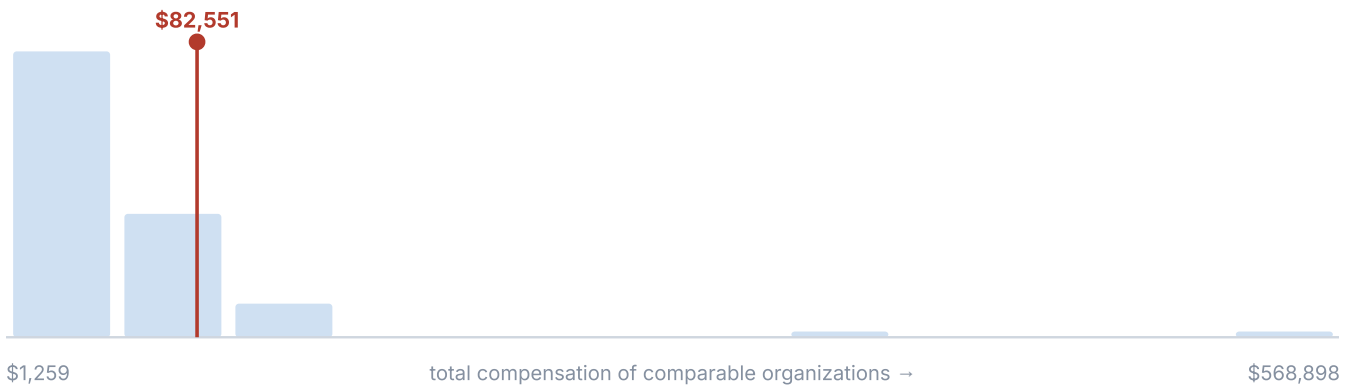 $82,551
$1,259 total compensation of comparable organizations → $568,898